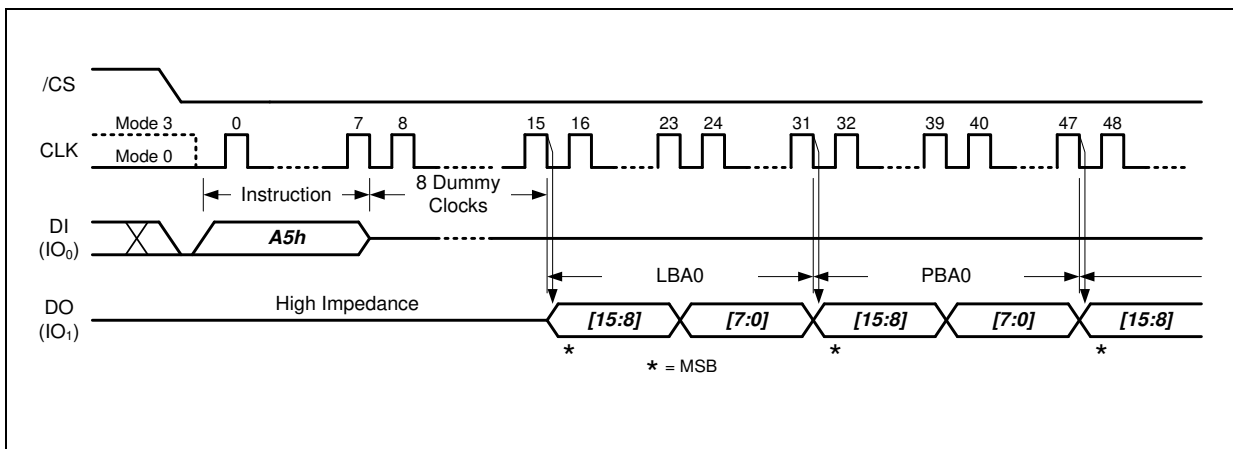 /CS
Mode 3 0 7 8 15 16 23 24 31 32 39 40 47 48
CLK
Mode 0
Instruction
8 Dummy
Clocks
DI
(IO₀)
A5h
LBA0 PBA0
DO
(IO₁)
High Impedance
[15:8] [7:0] [15:8] [7:0] [15:8]
* * *
* = MSB